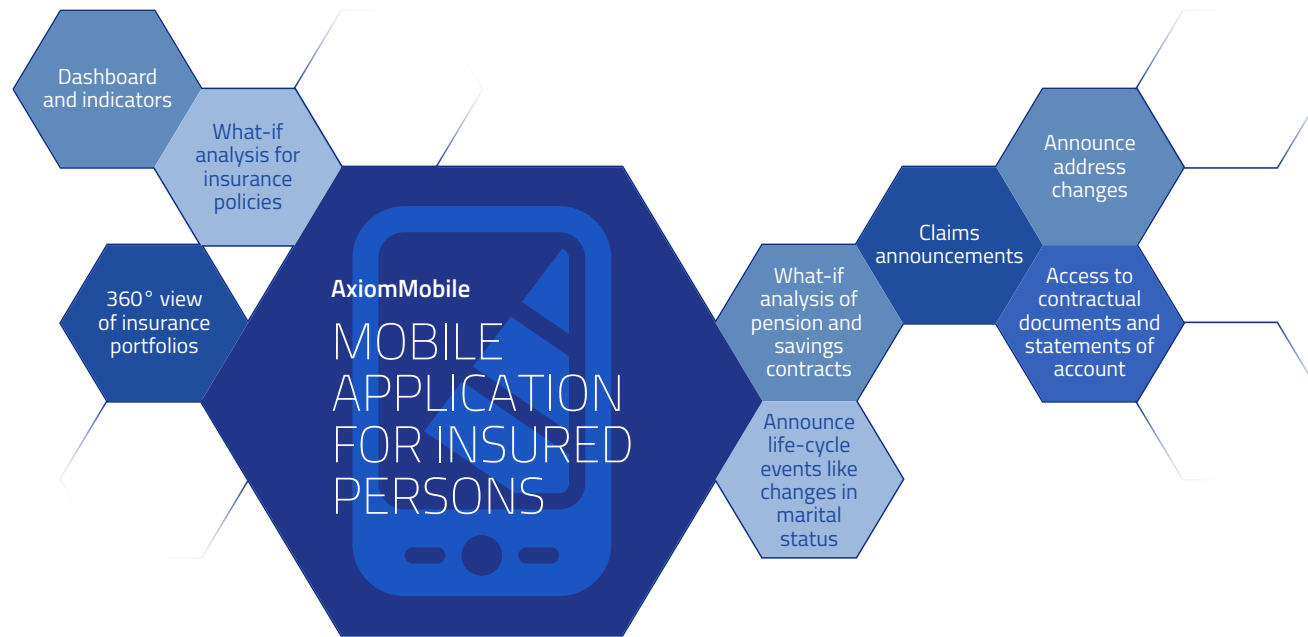 Dashboard
and indicators
What-if
analysis for
insurance
policies
360° view
of insurance
portfolios
AxiomMobile
MOBILE
APPLICATION
FOR INSURED
PERSONS
What-if
analysis of
pension and
savings
contracts
Announce
life-cycle
events like
changes in
marital
status
Claims
announcements
Announce
address
changes
Access to
contractual
documents and
statements of
account